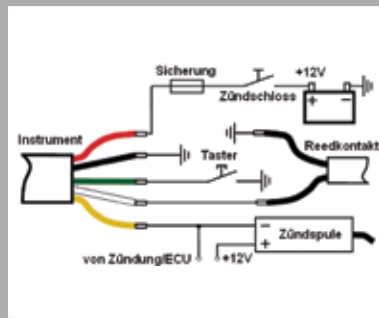 Sicherung
+12V
Zündschloss
+ −
Instrument
Taster
Reedkontakt
−
+
Zündspule
von Zündung/ECU
+12V